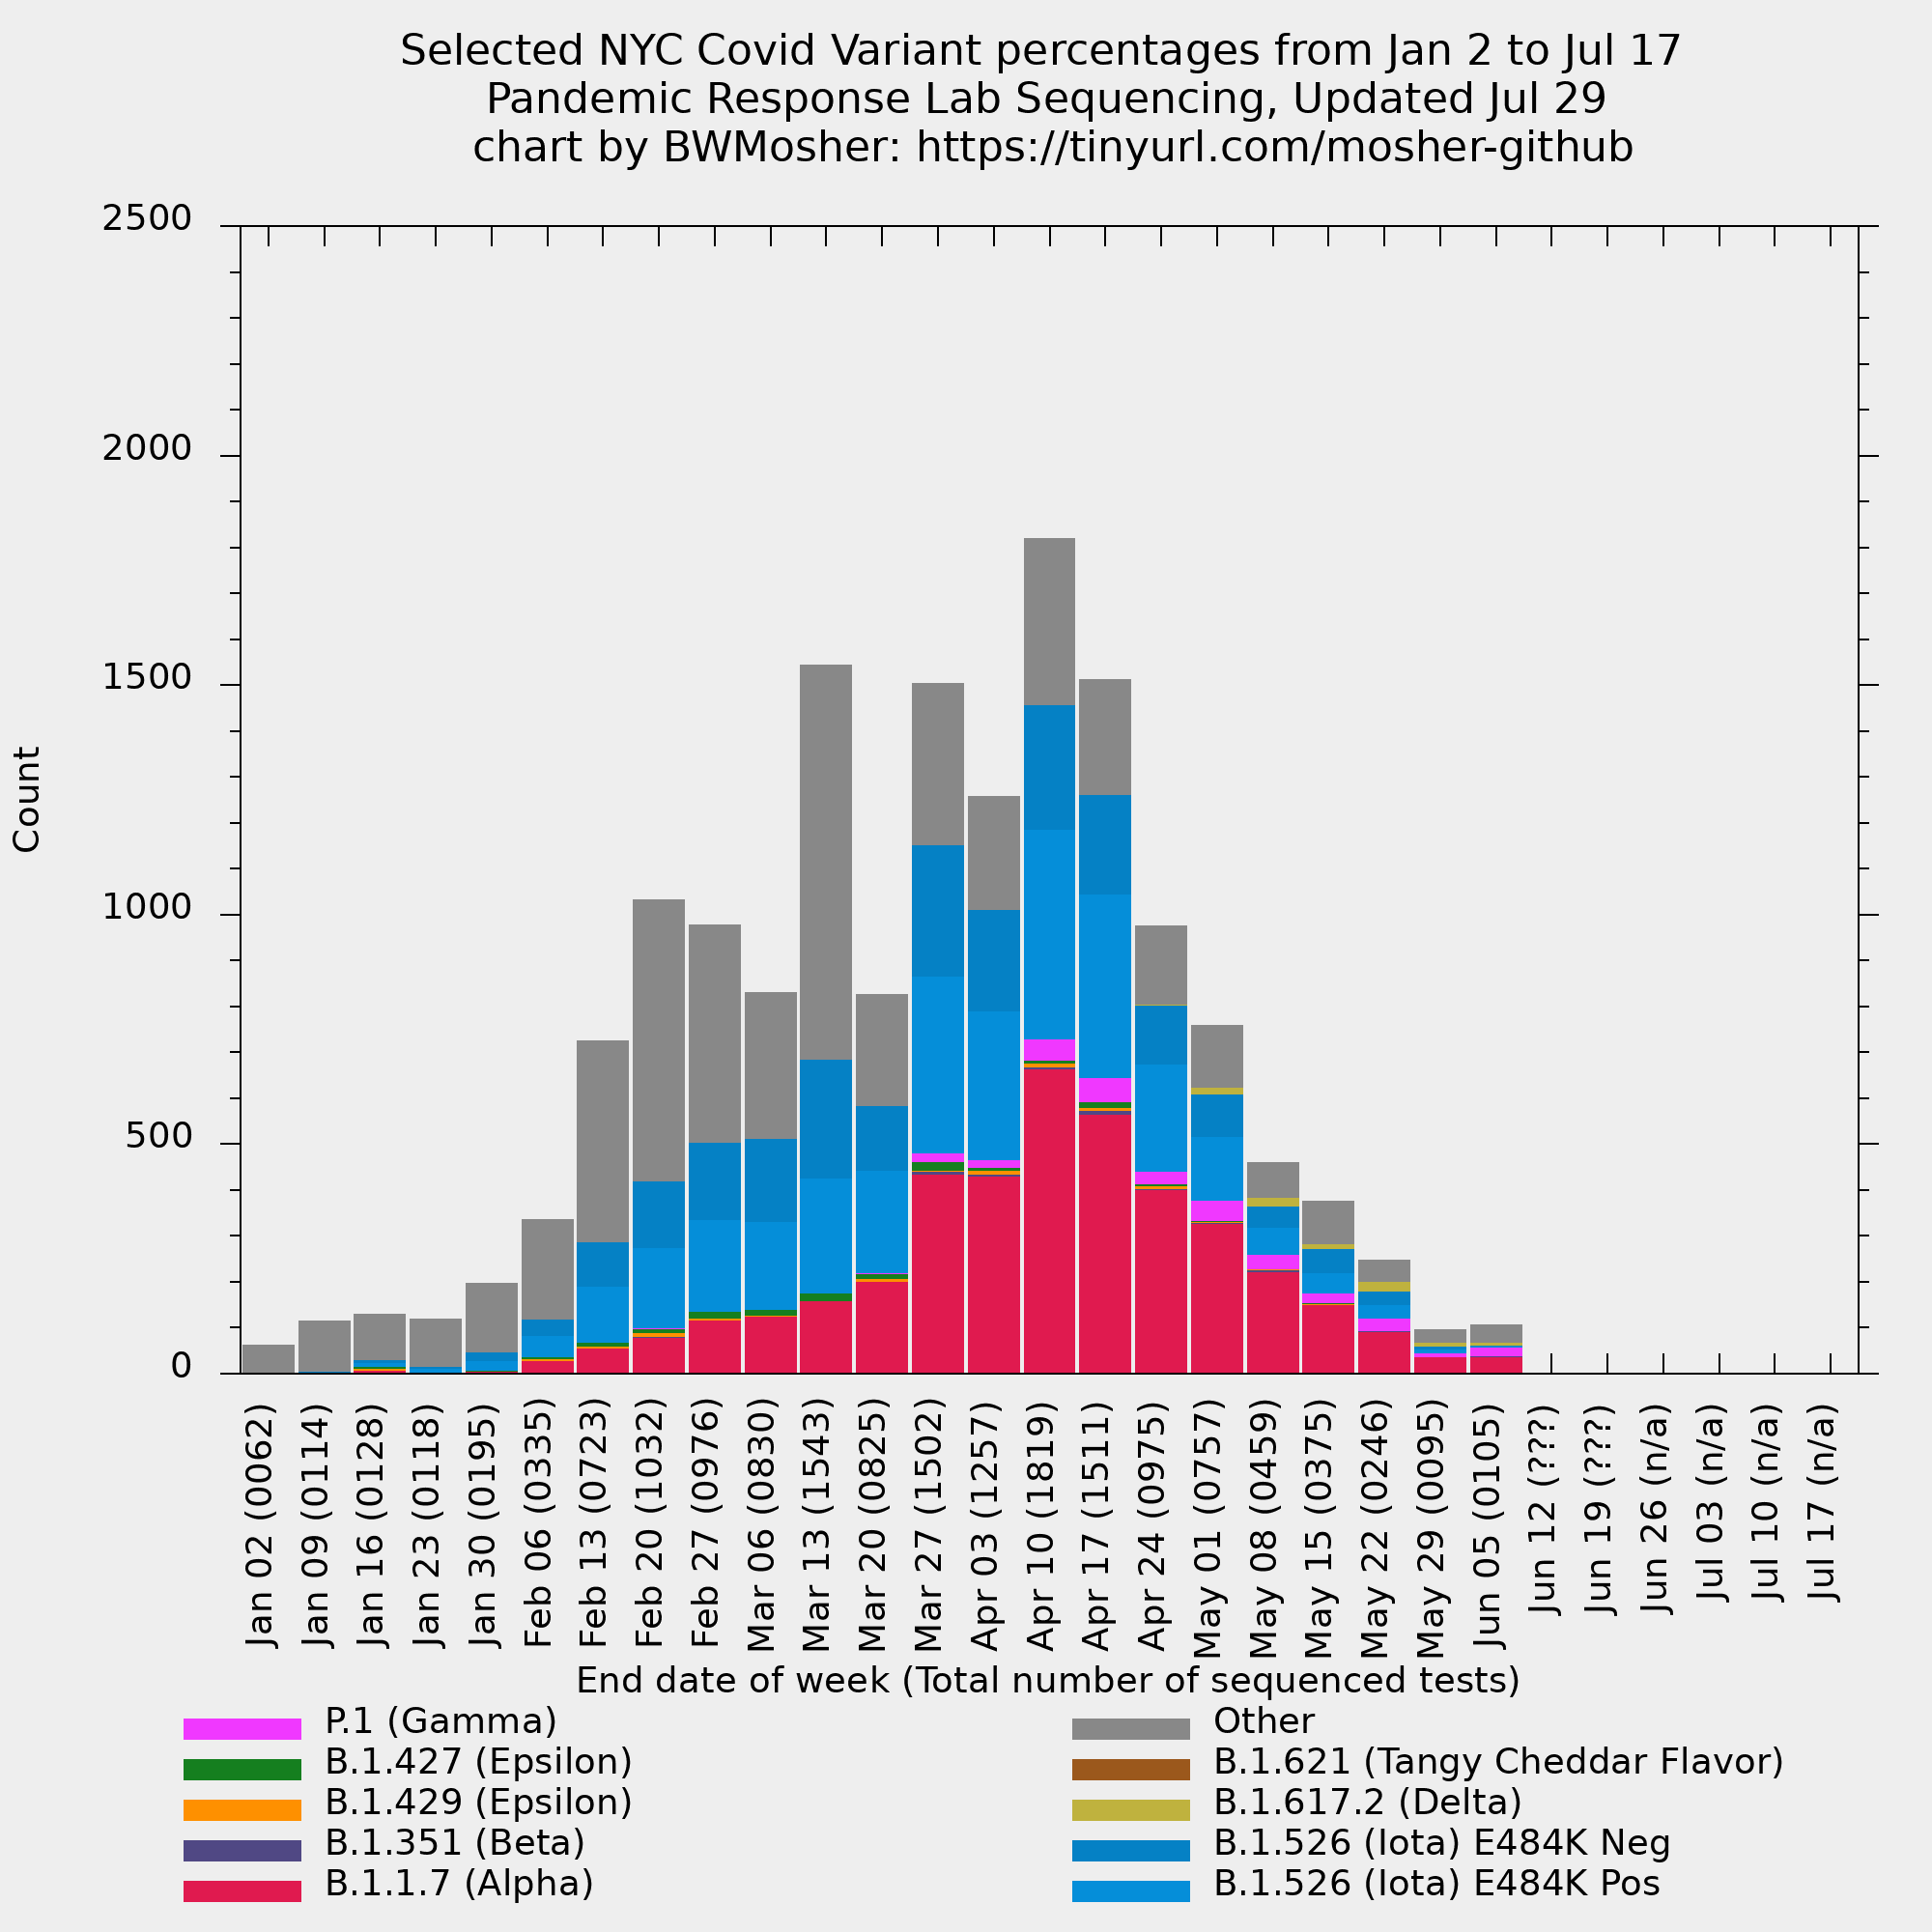 Selected NYC Covid Variant percentages from Jan 2 to Jul 17
Pandemic Response Lab Sequencing, Updated Jul 29
chart by BWMosher: https://tinyurl.com/mosher-github
2500
2000
1500
1000
500
0
Count
Jan 02 (0062)
Jan 09 (0114)
Jan 16 (0128)
Jan 23 (0118)
Jan 30 (0195)
Feb 06 (0335)
Feb 13 (0723)
Feb 20 (1032)
Feb 27 (0976)
Mar 06 (0830)
Mar 13 (1543)
Mar 20 (0825)
Mar 27 (1502)
Apr 03 (1257)
Apr 10 (1819)
Apr 17 (1511)
Apr 24 (0975)
May 01 (0757)
May 08 (0459)
May 15 (0375)
May 22 (0246)
May 29 (0095)
Jun 05 (0105)
Jun 12 (???)
Jun 19 (???)
Jun 26 (n/a)
Jul 03 (n/a)
Jul 10 (n/a)
Jul 17 (n/a)
End date of week (Total number of sequenced tests)
P.1 (Gamma)
B.1.427 (Epsilon)
B.1.429 (Epsilon)
B.1.351 (Beta)
B.1.1.7 (Alpha)
Other
B.1.621 (Tangy Cheddar Flavor)
B.1.617.2 (Delta)
B.1.526 (Iota) E484K Neg
B.1.526 (Iota) E484K Pos